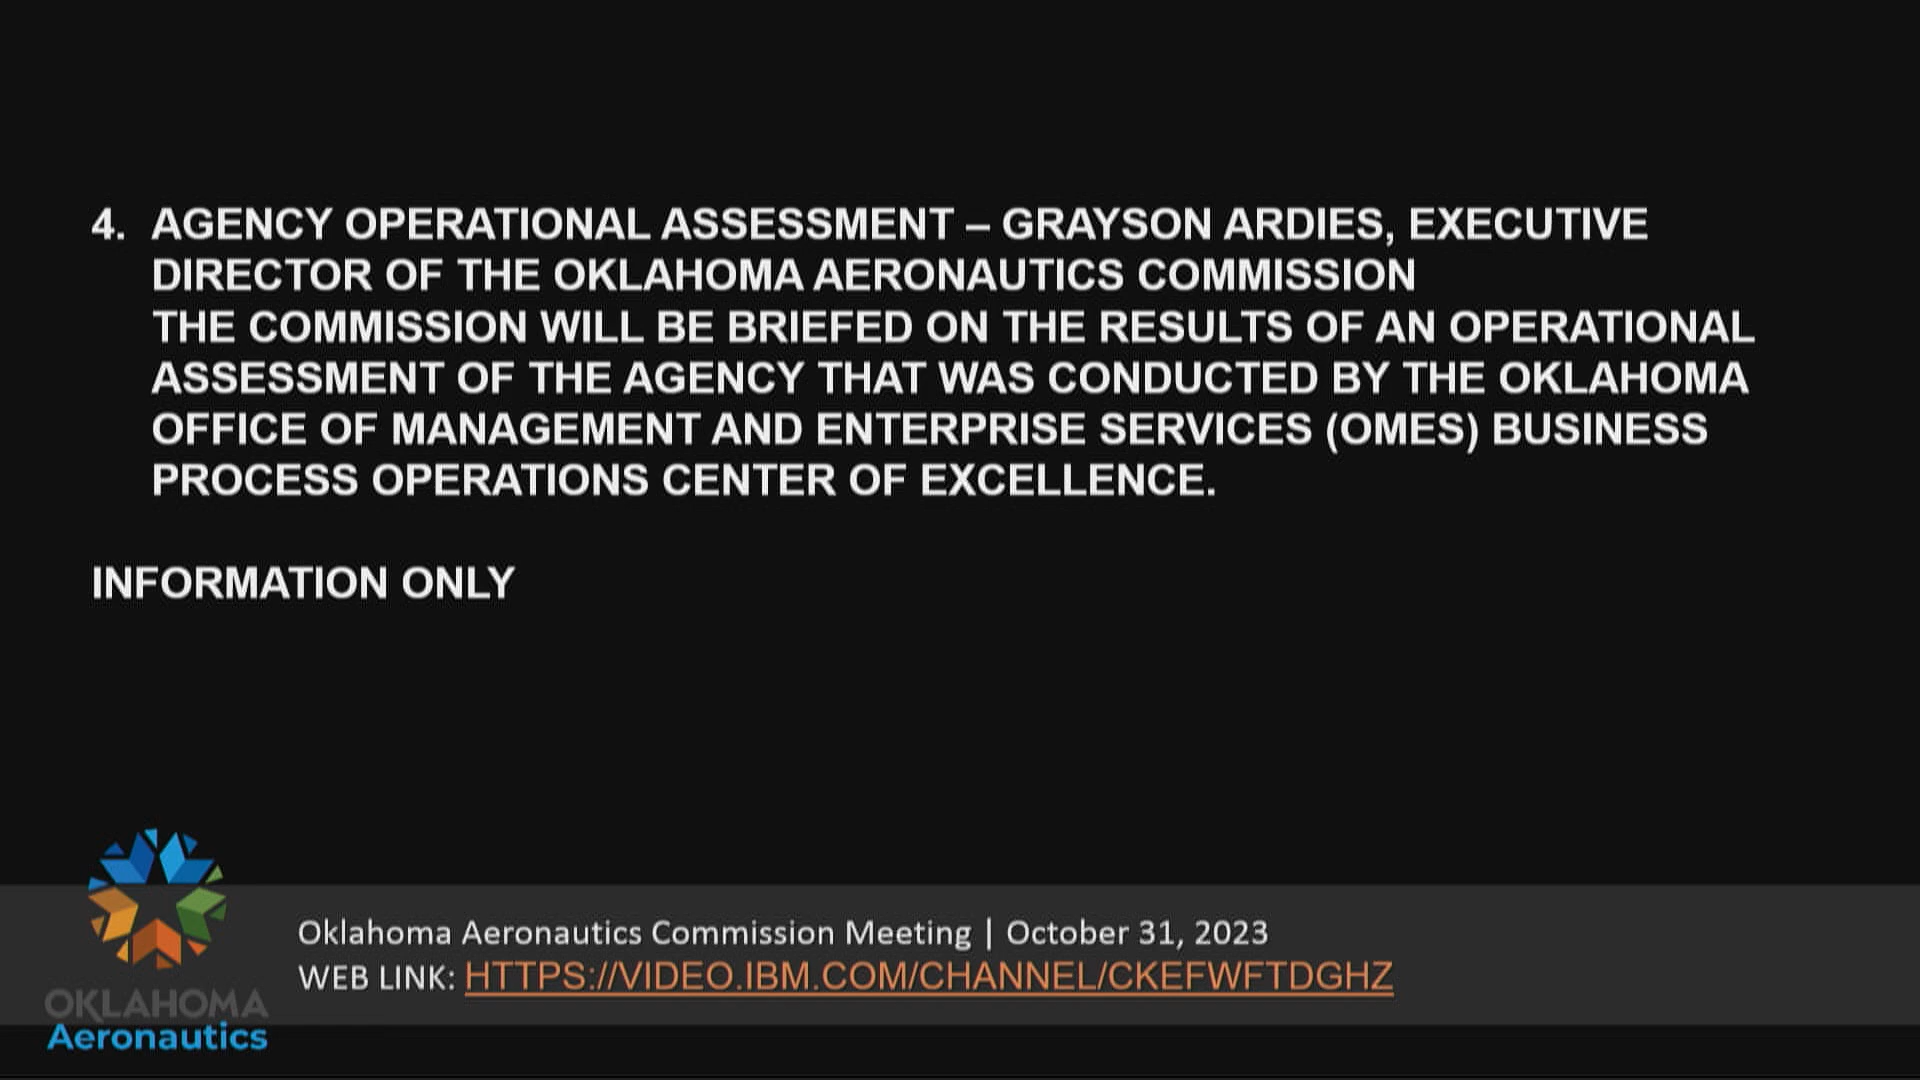 4. AGENCY OPERATIONAL ASSESSMENT – GRAYSON ARDIES, EXECUTIVE
DIRECTOR OF THE OKLAHOMA AERONAUTICS COMMISSION
THE COMMISSION WILL BE BRIEFED ON THE RESULTS OF AN OPERATIONAL
ASSESSMENT OF THE AGENCY THAT WAS CONDUCTED BY THE OKLAHOMA
OFFICE OF MANAGEMENT AND ENTERPRISE SERVICES (OMES) BUSINESS
PROCESS OPERATIONS CENTER OF EXCELLENCE.
INFORMATION ONLY
Oklahoma Aeronautics Commission Meeting | October 31, 2023
WEB LINK: HTTPS://VIDEO.IBM.COM/CHANNEL/CKEFWFTDGHZ
OKLAHOMA
Aeronautics